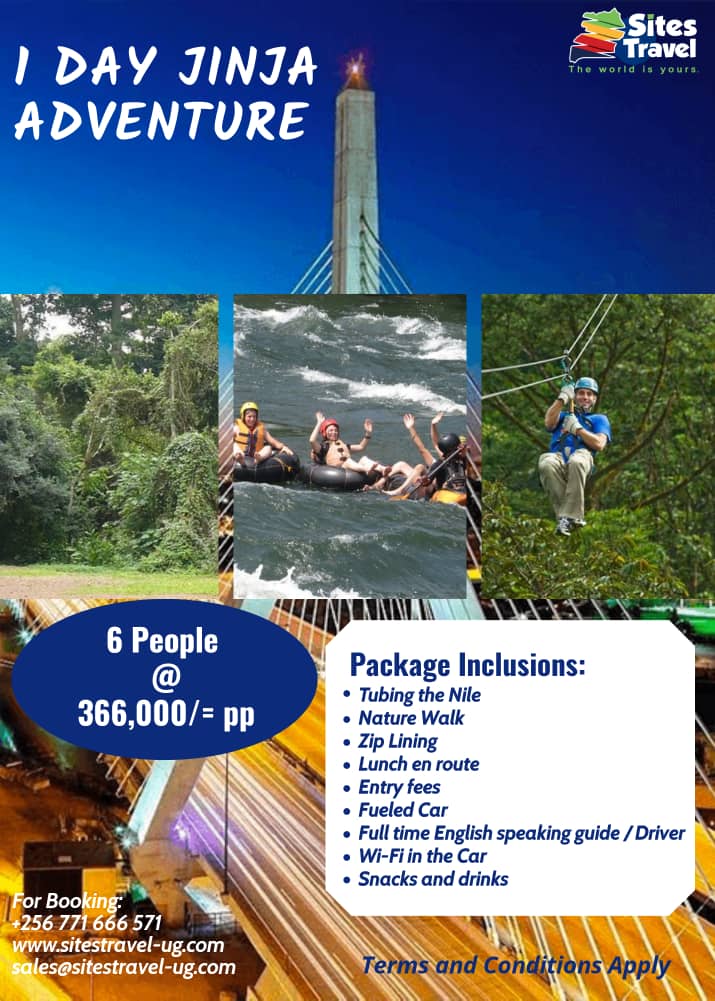 1 DAY JINJA
ADVENTURE
Sites
Travel
The world is yours.
6 People
@
366,000/= pp
Package Inclusions:
• Tubing the Nile
• Nature Walk
• Zip Lining
• Lunch en route
• Entry fees
• Fueled Car
• Full time English speaking guide / Driver
• Wi-Fi in the Car
• Snacks and drinks
For Booking:
+256 771 666 571
www.sitestravel-ug.com
sales@sitestravel-ug.com
Terms and Conditions Apply